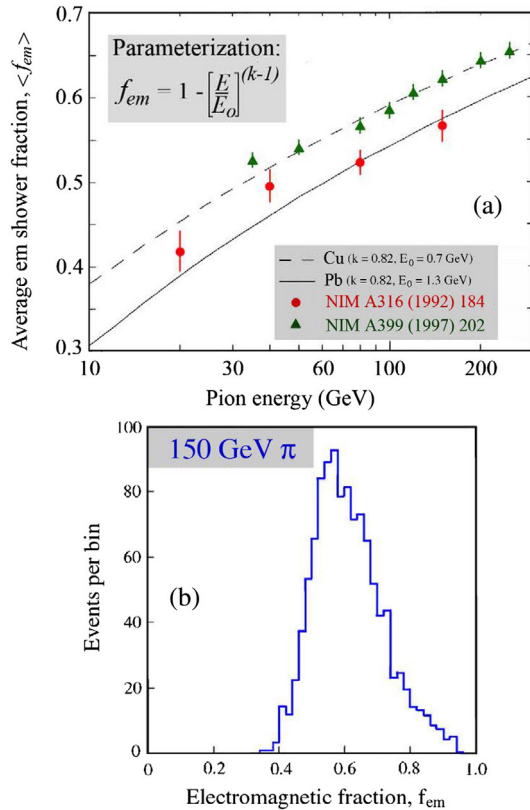 0.7
0.6
0.5
0.4
0.3
Average em shower fraction, <f_em>
Parameterization:
f_em = 1 - [E/E_o]^(k-1)
(a)
Cu (k = 0.82, E_0 = 0.7 GeV)
Pb (k = 0.82, E_0 = 1.3 GeV)
NIM A316 (1992) 184
NIM A399 (1997) 202
10 30 60 100 200
Pion energy (GeV)
100
80
60
40
20
0
Events per bin
150 GeV π
(b)
0 0.2 0.4 0.6 0.8 1.0
Electromagnetic fraction, f_em